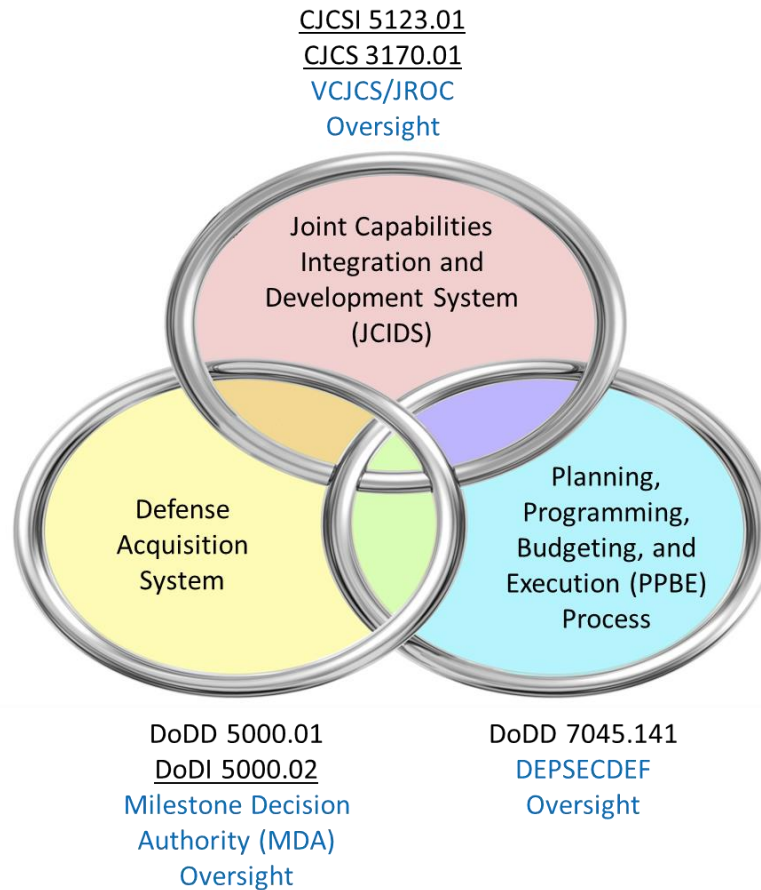 CJCSI 5123.01
CJCS 3170.01
VCJCS/JROC
Oversight
Joint Capabilities
Integration and
Development System
(JCIDS)
Defense
Acquisition
System
Planning,
Programming,
Budgeting, and
Execution (PPBE)
Process
DoDD 5000.01
DoDI 5000.02
Milestone Decision
Authority (MDA)
Oversight
DoDD 7045.141
DEPSECDEF
Oversight